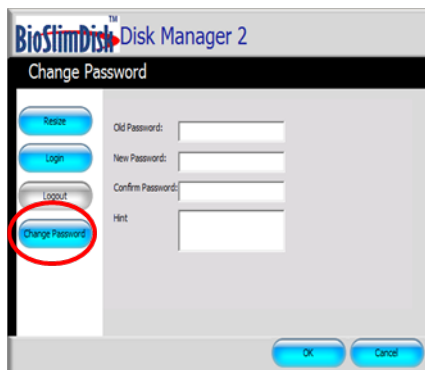 BioSlimDisk™ Disk Manager 2
Change Password
Resize
Login
Logout
Change Password
Old Password:
New Password:
Confirm Password:
Hint
OK
Cancel